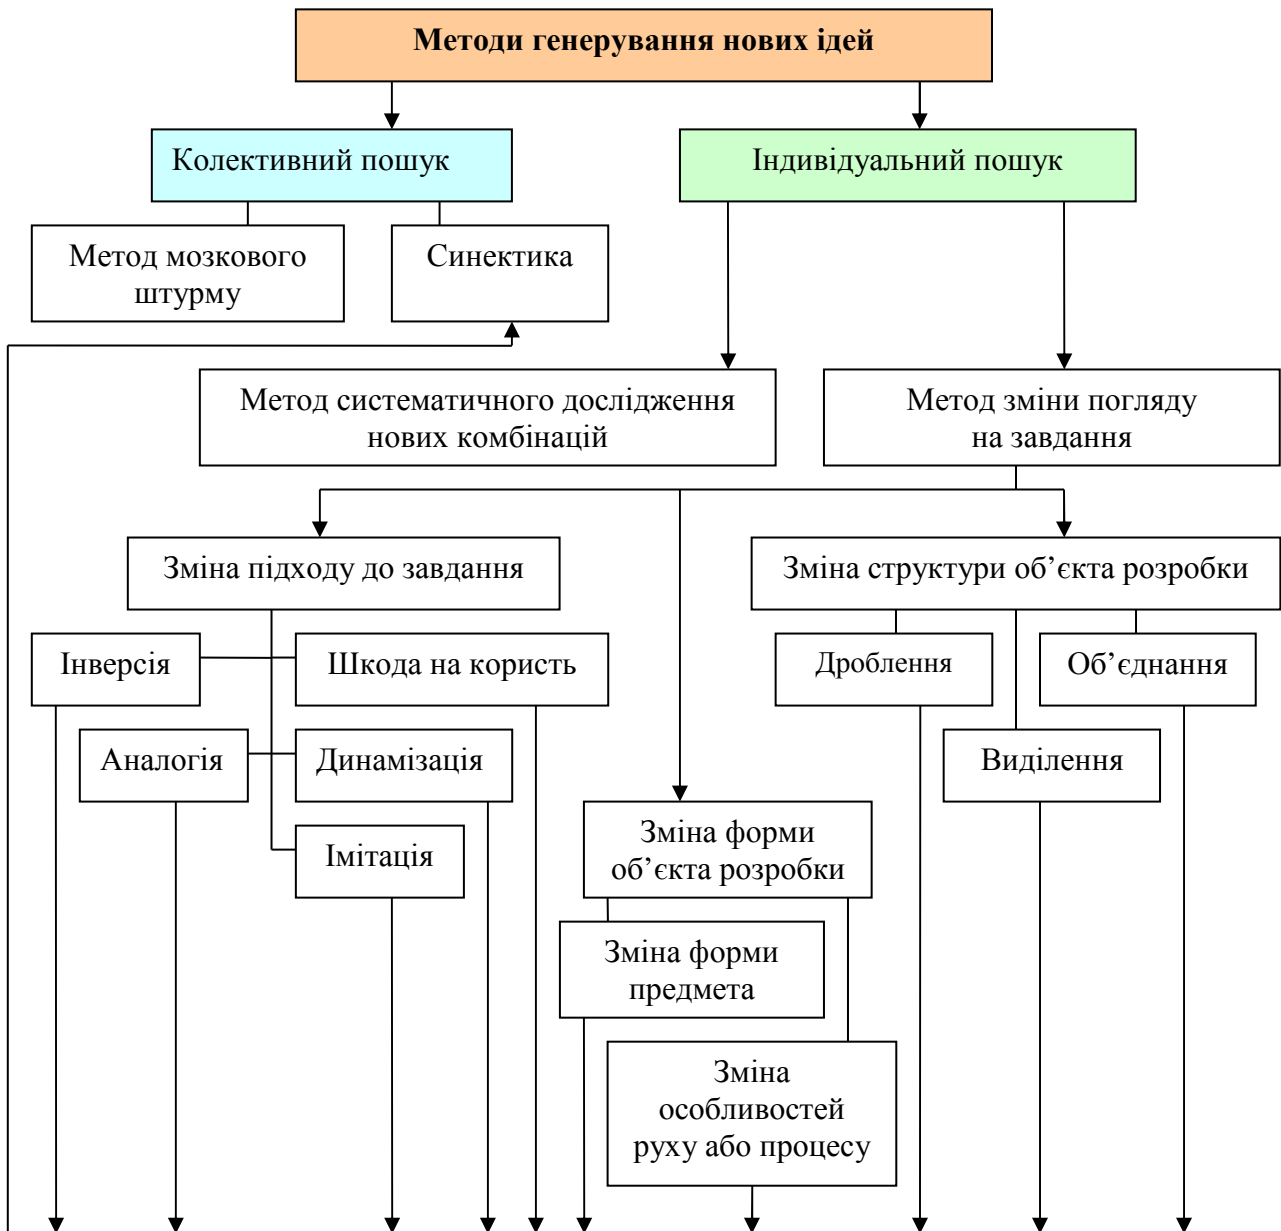 Методи генерування нових ідей
Колективний пошук
Індивідуальний пошук
Метод мозкового
штурму
Синектика
Метод систематичного дослідження
нових комбінацій
Метод зміни погляду
на завдання
Зміна підходу до завдання
Зміна структури об’єкта розробки
Інверсія
Шкода на користь
Дроблення
Об’єднання
Аналогія
Динамізація
Виділення
Імітація
Зміна форми
об’єкта розробки
Зміна форми
предмета
Зміна
особливостей
руху або процесу